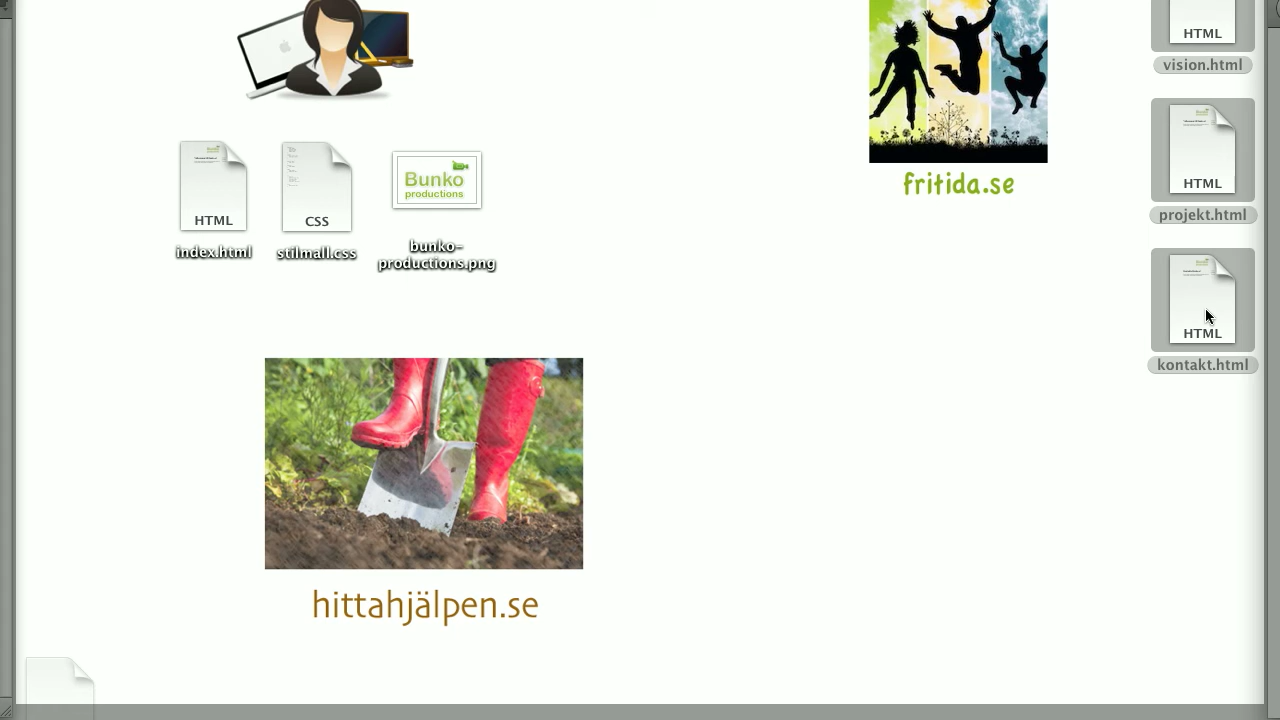 HTML
vision.html
HTML
projekt.html
HTML
kontakt.html
fritida.se
HTML
index.html
CSS
stilmall.css
Bunko
productions
bunko-
productions.png
hittahjälpen.se